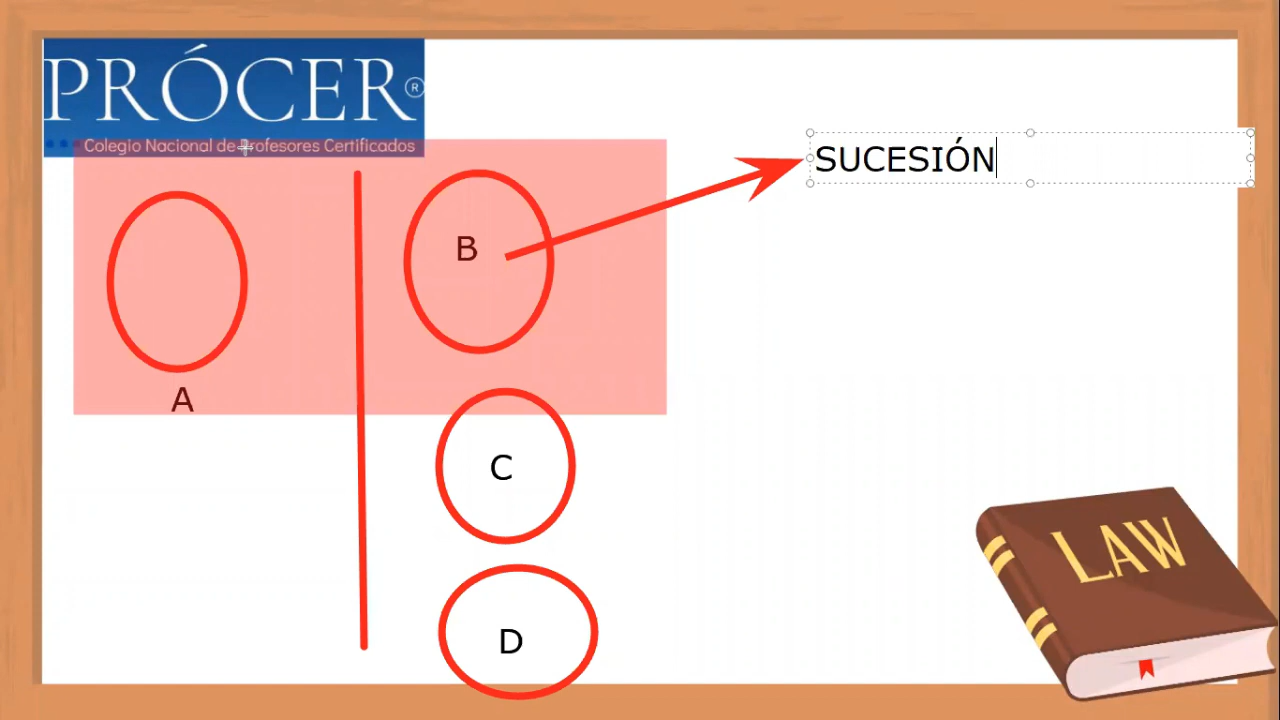 PRÓCER®
Colegio Nacional de Profesores Certificados
SUCESIÓN
B
A
C
D
LAW